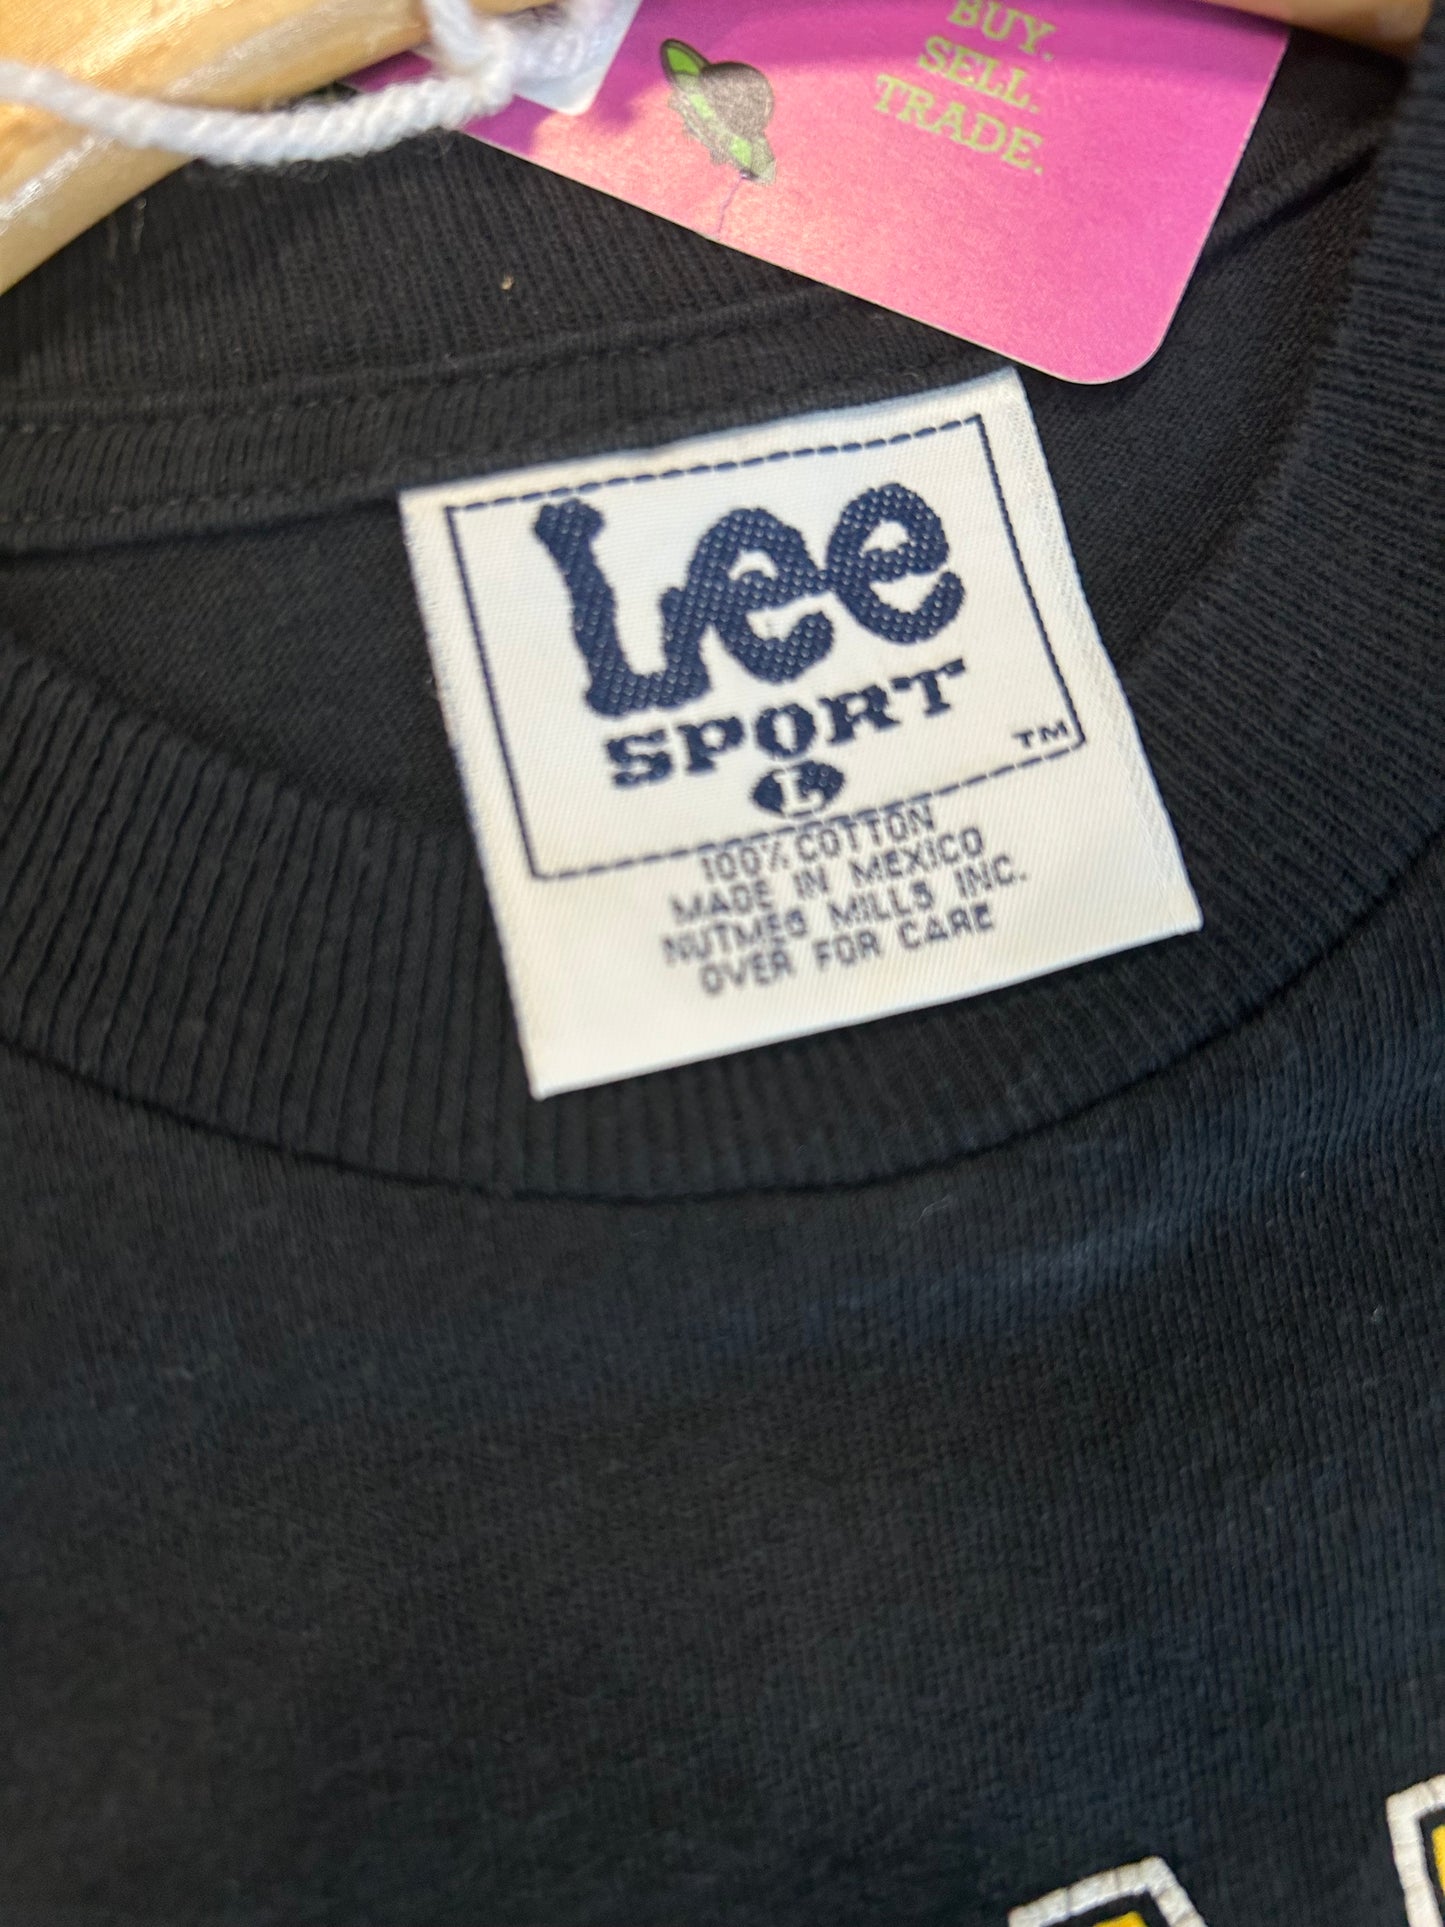 BUY.
SELL.
TRADE.
Lee
SPORT
TM
L
100% COTTON
MADE IN MEXICO
NUTMEG MILLS INC.
OVER FOR CARE